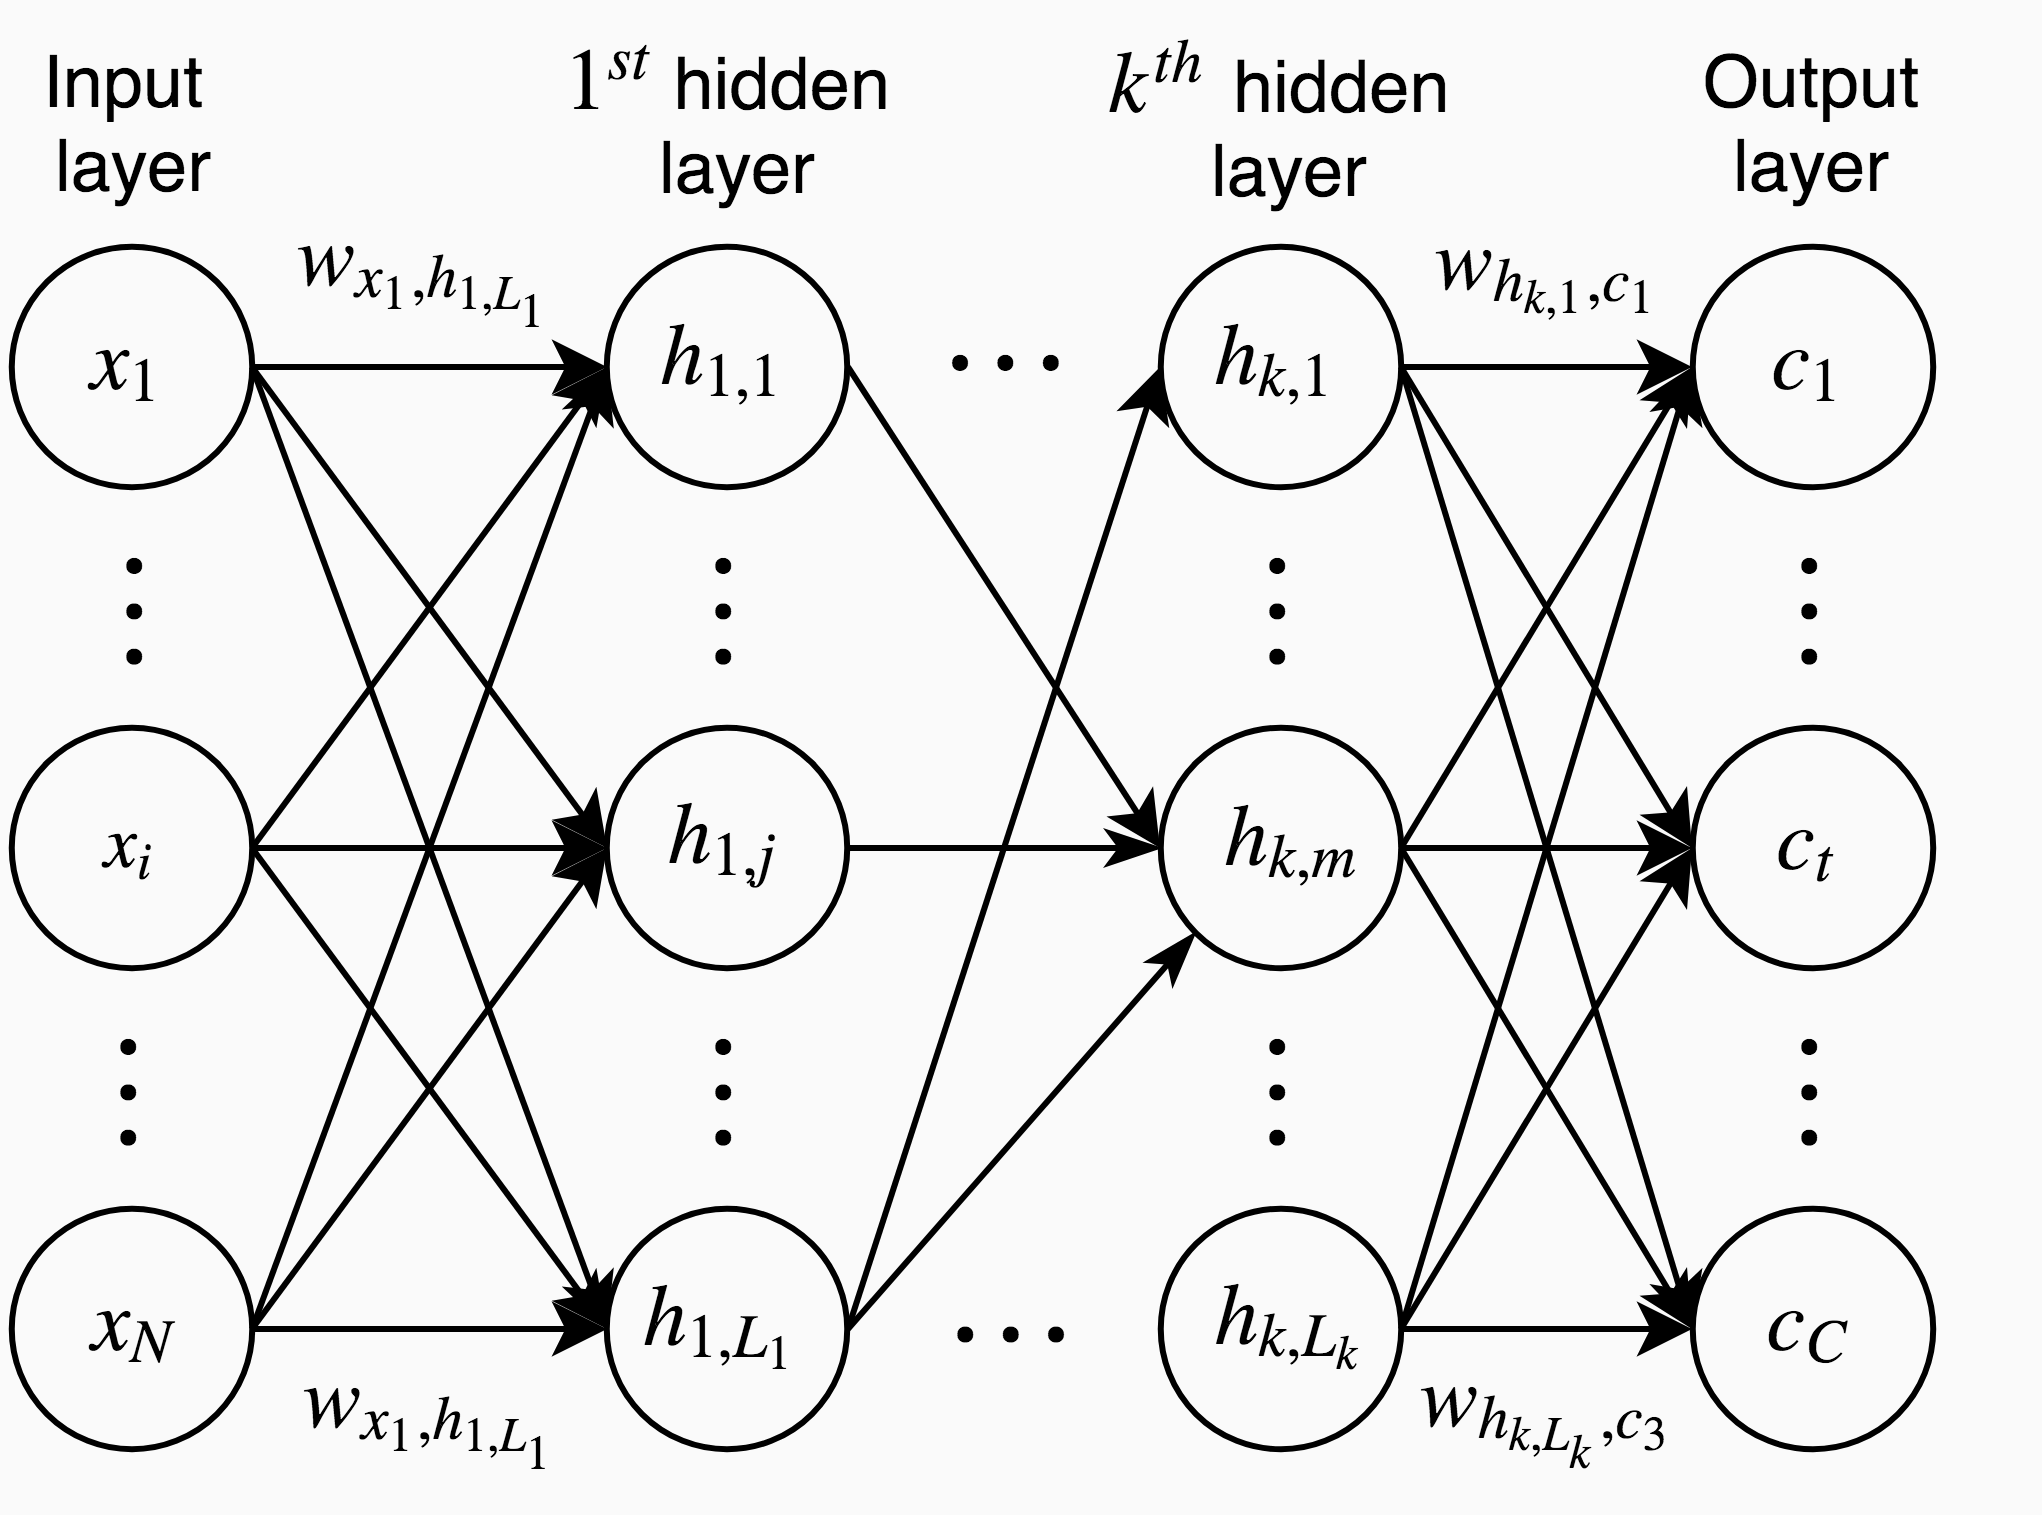 Input layer
1^{st} hidden layer
k^{th} hidden layer
Output layer
w_{x_1,h_{1,L_1}}
w_{h_{k,1},c_1}
x_1
h_{1,1}
· · ·
h_{k,1}
c_1
x_i
h_{1,j}
h_{k,m}
c_t
x_N
h_{1,L_1}
· · ·
h_{k,L_k}
c_C
w_{x_1,h_{1,L_1}}
w_{h_{k,L_k},c_3}